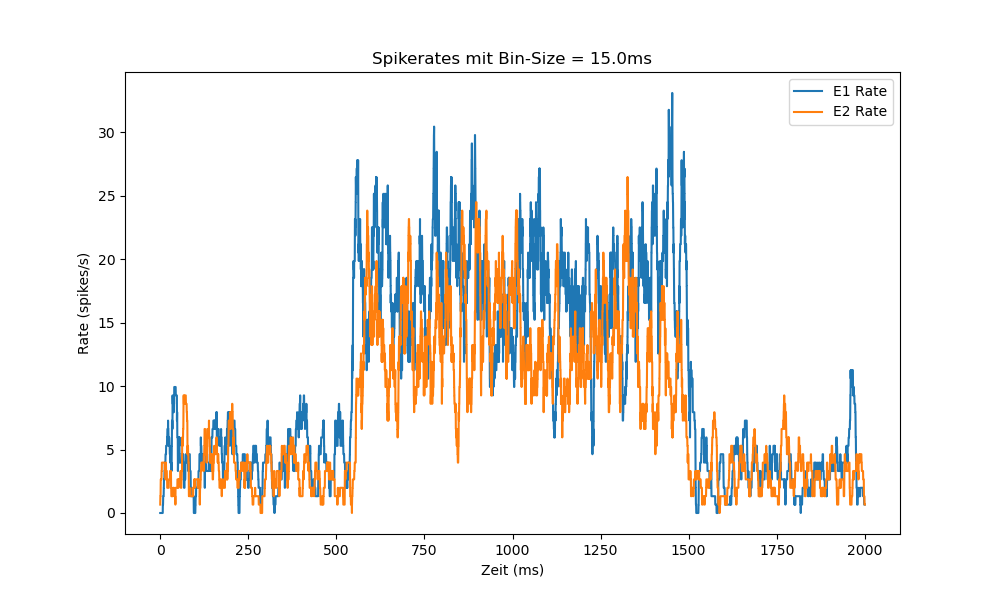 Spikerates mit Bin-Size = 15.0ms
E1 Rate
E2 Rate
Rate (spikes/s)
30
25
20
15
10
5
0
0 250 500 750 1000 1250 1500 1750 2000
Zeit (ms)